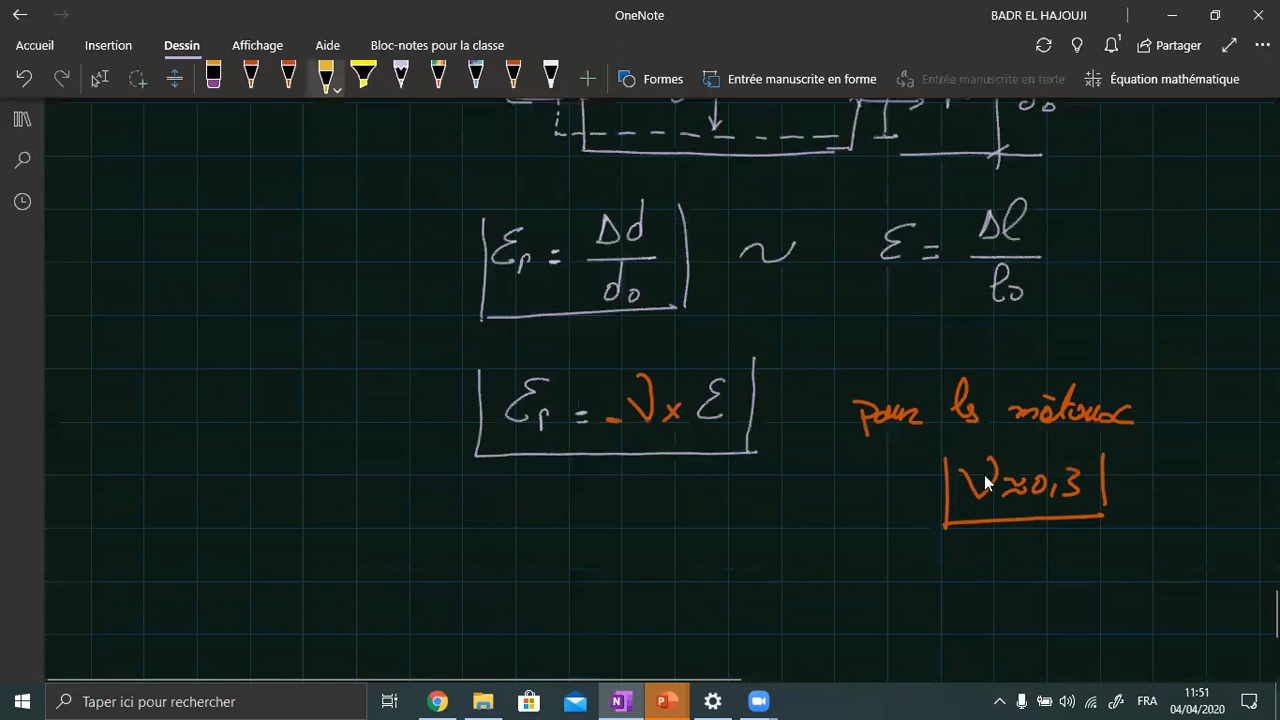 OneNote
BADR EL HAJOUJI
Accueil Insertion Dessin Affichage Aide Bloc-notes pour la classe
Partager
Formes Entrée manuscrite en forme Entrée manuscrite en texte Équation mathématique
d₀
εp = Δd / d₀ ~ ε = Δl / l₀
εp = -ν × ε pour les métaux
ν ≈ 0,3
Taper ici pour rechercher
FRA
11:51
04/04/2020